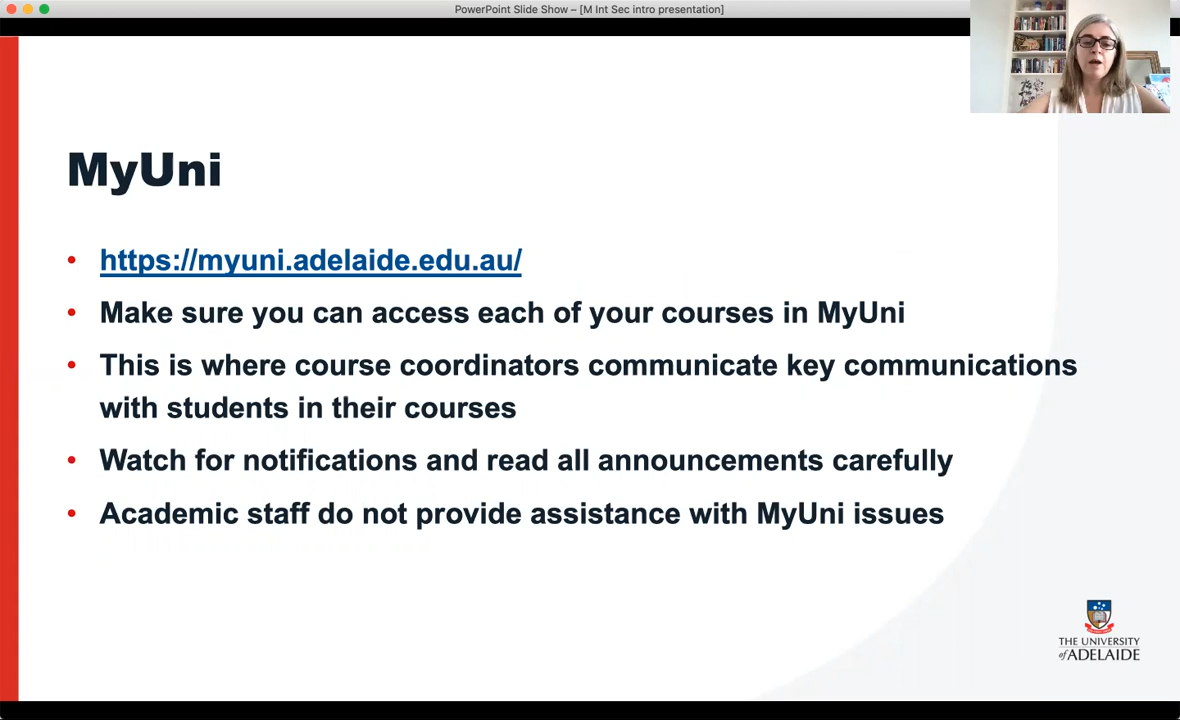 PowerPoint Slide Show – [M Int Sec intro presentation]
MyUni
• https://myuni.adelaide.edu.au/
• Make sure you can access each of your courses in MyUni
• This is where course coordinators communicate key communications
with students in their courses
• Watch for notifications and read all announcements carefully
• Academic staff do not provide assistance with MyUni issues
THE UNIVERSITY
of ADELAIDE